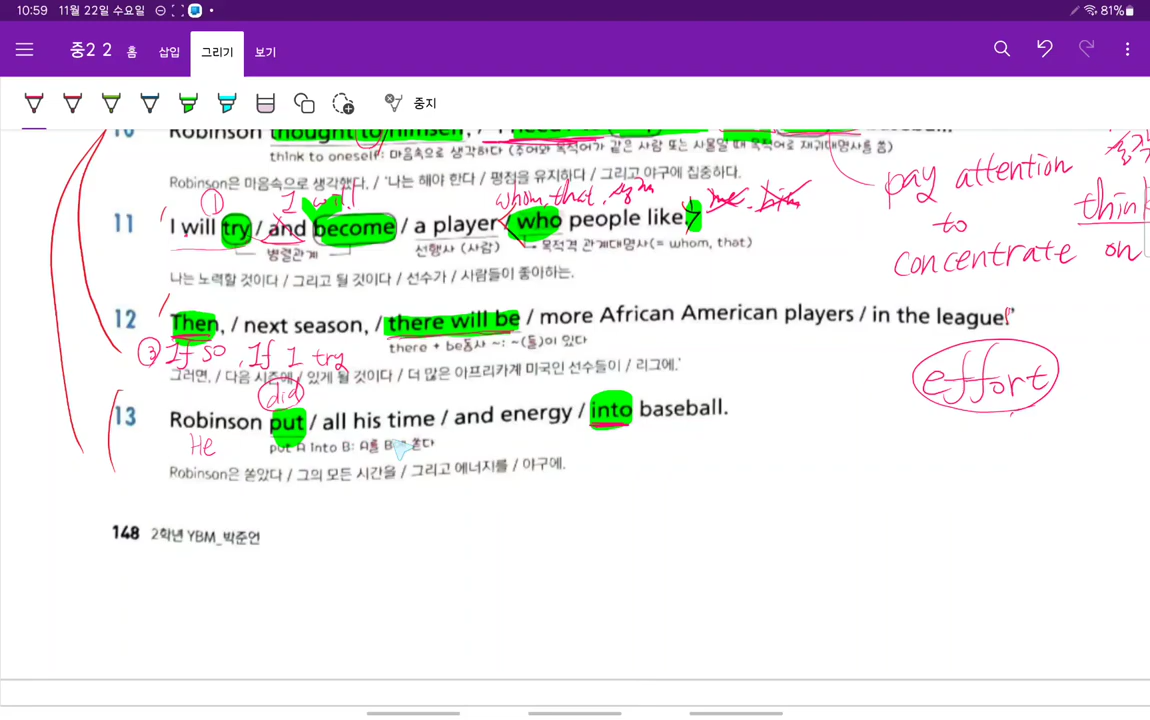 10:59 11월 22일 수요일 81%
중2 2 홈 삽입 그리기 보기
중지
10 Robinson thought to himself, / 'I need to
think to oneself: 마음속으로 생각하다 (주어와 목적어가 같은 사람 또는 사물일 때 목적어로 재귀대명사를 씀)
Robinson은 마음속으로 생각했다. / '나는 해야 한다 / 평정을 유지하다 / 그리고 야구에 집중하다.
pay attention
to
concentrate on
think
① I will whom, that, 생략 me. him
11 I will try / and become / a player / who people like.
병렬관계 선행사 (사람) 목적격 관계대명사(= whom, that)
나는 노력할 것이다 / 그리고 될 것이다 / 선수가 / 사람들이 좋아하는.
12 Then, / next season, / there will be / more African American players / in the league.'
there + be동사 ~: ~(들)이 있다
If so, If I try
그러면, / 다음 시즌에 / 있게 될 것이다 / 더 많은 아프리카계 미국인 선수들이 / 리그에.'
effort
did
13 Robinson put / all his time / and energy / into baseball.
He
put A into B: A를 B에 쏟다
Robinson은 쏟았다 / 그의 모든 시간을 / 그리고 에너지를 / 야구에.
148 2학년 YBM_박준언